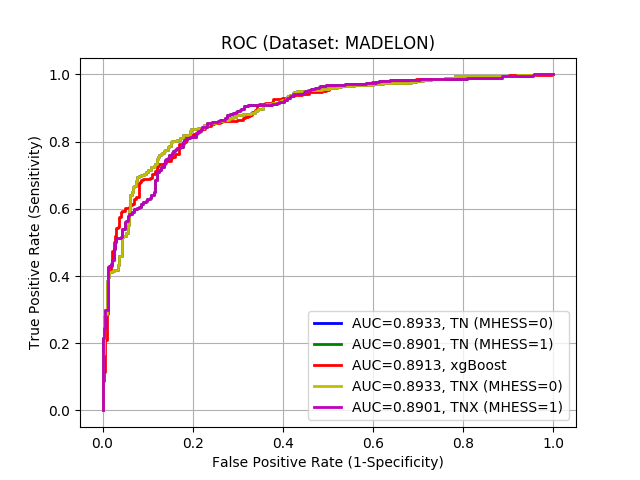 ROC (Dataset: MADELON)
1.0
0.8
0.6
0.4
0.2
0.0
True Positive Rate (Sensitivity)
AUC=0.8933, TN (MHESS=0)
AUC=0.8901, TN (MHESS=1)
AUC=0.8913, xgBoost
AUC=0.8933, TNX (MHESS=0)
AUC=0.8901, TNX (MHESS=1)
0.0 0.2 0.4 0.6 0.8 1.0
False Positive Rate (1-Specificity)